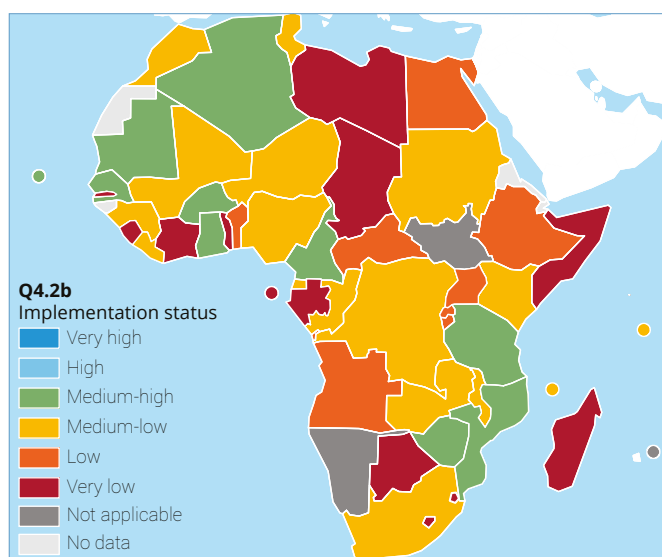 Q4.2b
Implementation status
Very high
High
Medium-high
Medium-low
Low
Very low
Not applicable
No data